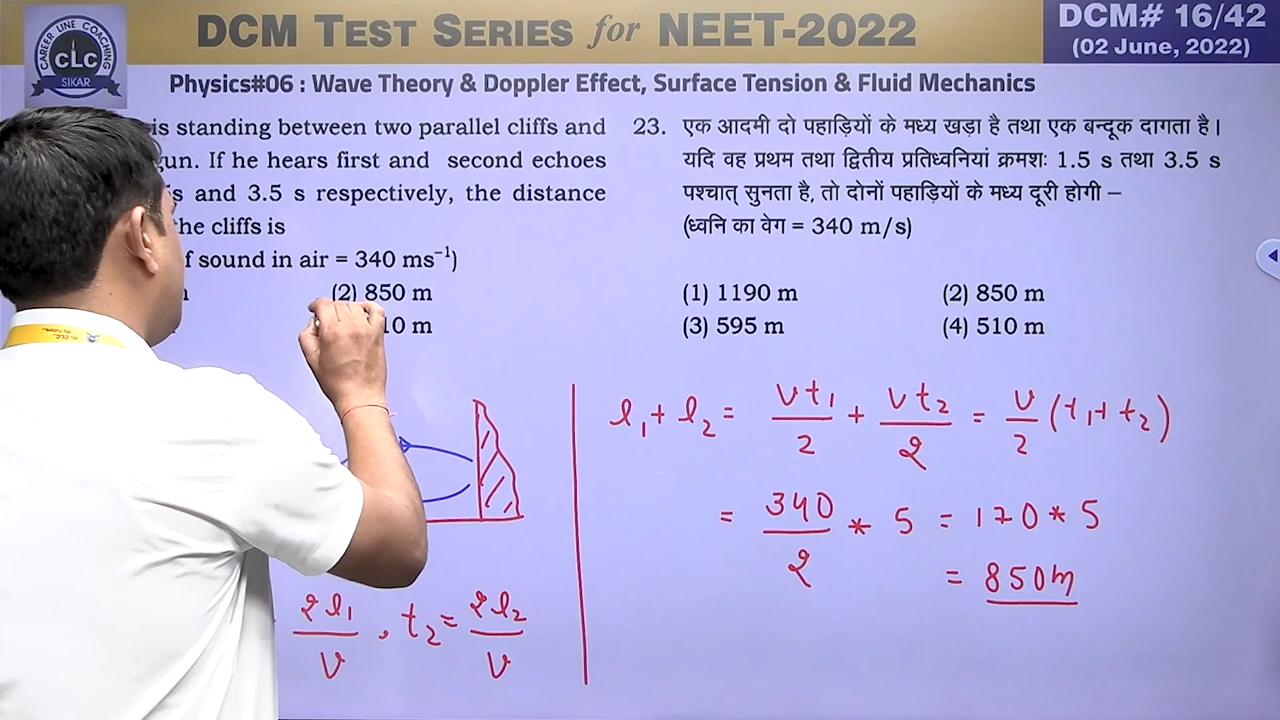 DCM TEST SERIES for NEET-2022
DCM# 16/42
(02 June, 2022)
CAREER LINE COACHING
CLC
SIKAR
Physics#06 : Wave Theory & Doppler Effect, Surface Tension & Fluid Mechanics
is standing between two parallel cliffs and
gun. If he hears first and second echoes
s and 3.5 s respectively, the distance
the cliffs is
f sound in air = 340 ms⁻¹)
(2) 850 m
10 m
23. एक आदमी दो पहाड़ियों के मध्य खड़ा है तथा एक बन्दूक दागता है।
यदि वह प्रथम तथा द्वितीय प्रतिध्वनियां क्रमशः 1.5 s तथा 3.5 s
पश्चात् सुनता है, तो दोनों पहाड़ियों के मध्य दूरी होगी –
(ध्वनि का वेग = 340 m/s)
(1) 1190 m (2) 850 m
(3) 595 m (4) 510 m
l₁ + l₂ = vt₁/2 + vt₂/2 = v/2 (t₁ + t₂)
= 340/2 * 5 = 170 * 5
= 850m
2l₁/v , t₂ = 2l₂/v